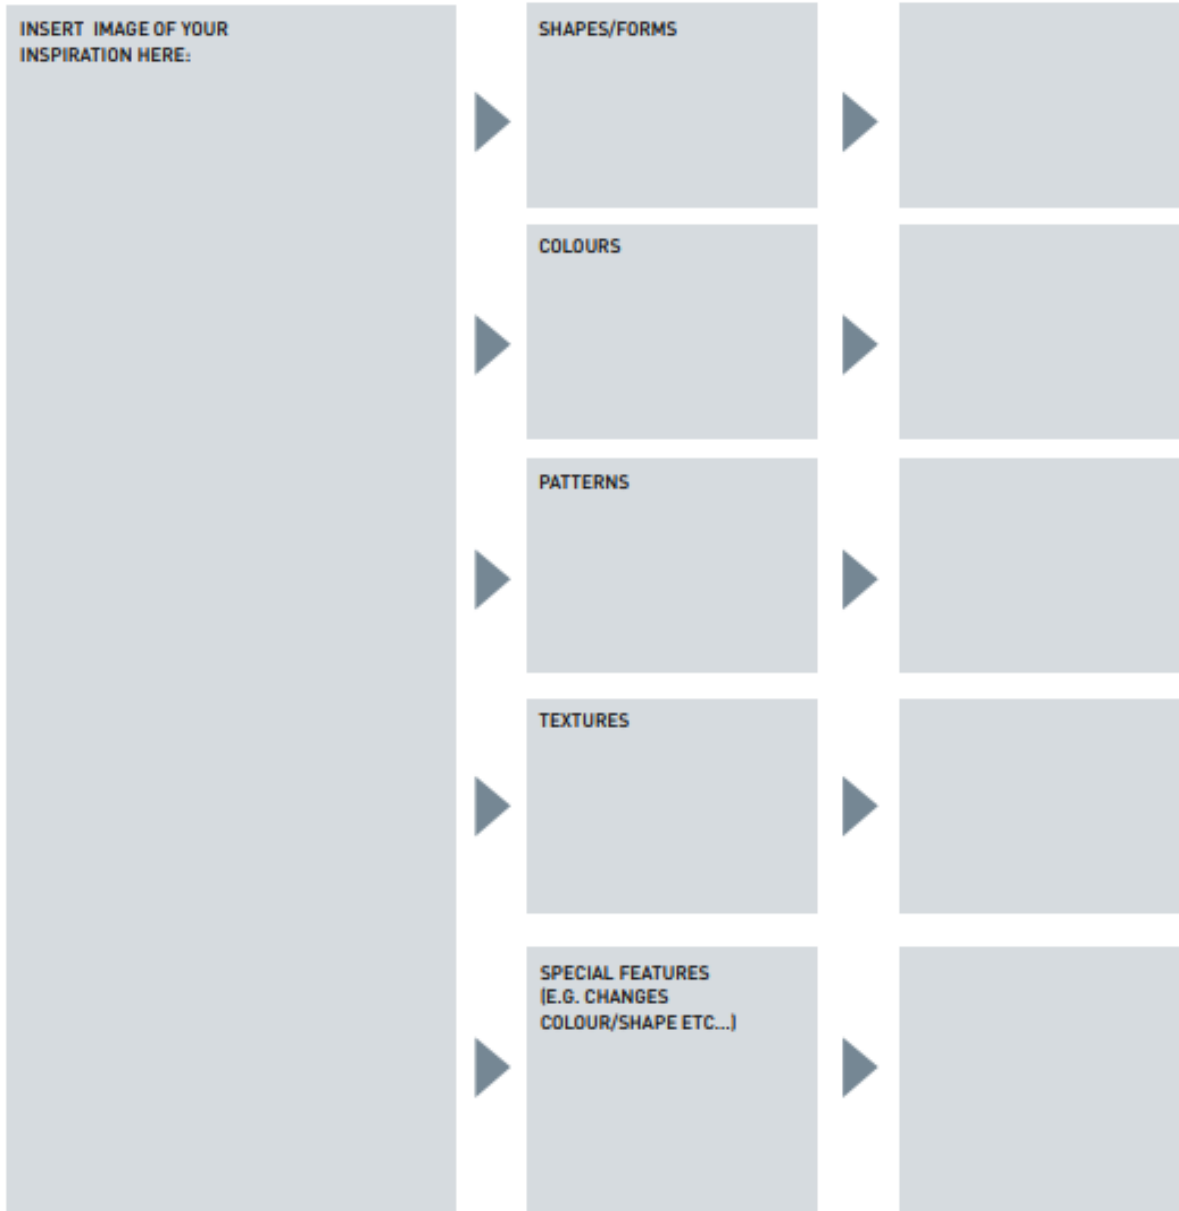 INSERT IMAGE OF YOUR
INSPIRATION HERE:
SHAPES/FORMS
COLOURS
PATTERNS
TEXTURES
SPECIAL FEATURES
(E.G. CHANGES
COLOUR/SHAPE ETC...)